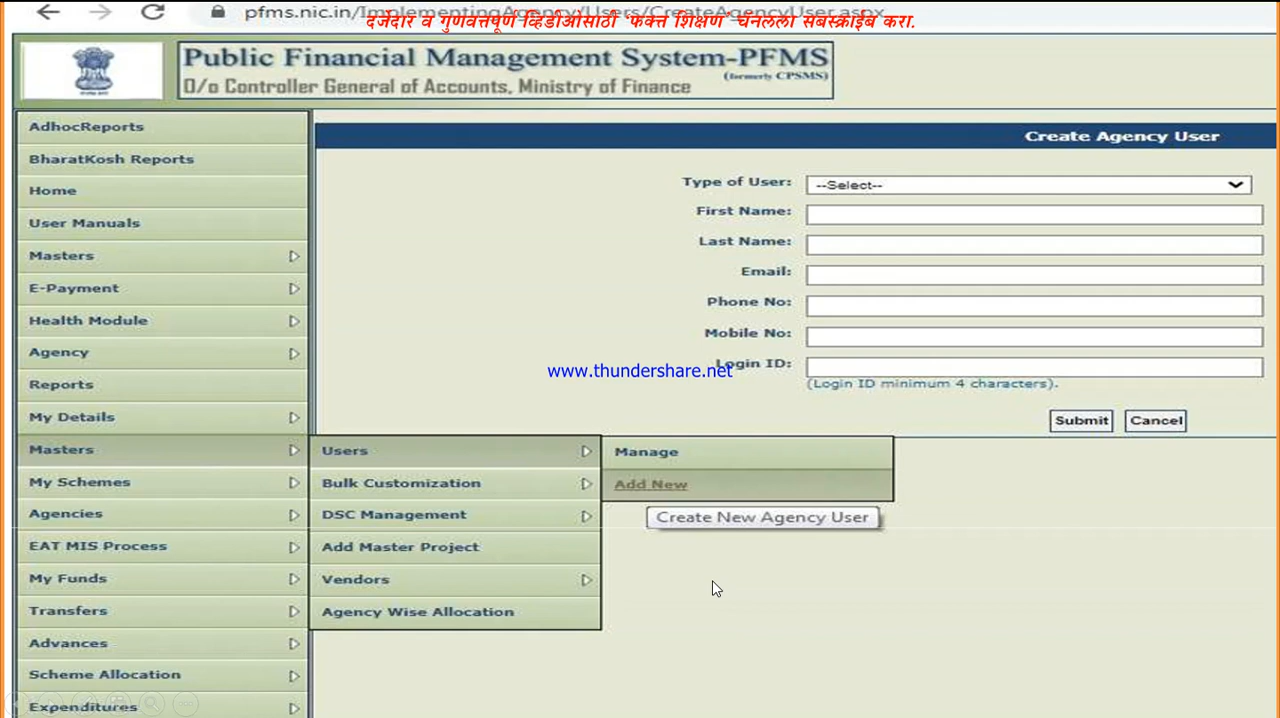 pfms.nic.in/ImplementingAgency/Users/CreateAgencyUser.aspx
दर्जेदार व गुणवत्तपूर्ण व्हिडीओसाठी 'फक्त शिक्षण' चॅनलला सबस्क्राईब करा.
Public Financial Management System-PFMS
(formerly CPSMS)
O/o Controller General of Accounts, Ministry of Finance
AdhocReports
BharatKosh Reports
Home
User Manuals
Masters
E-Payment
Health Module
Agency
Reports
My Details
Masters
My Schemes
Agencies
EAT MIS Process
My Funds
Transfers
Advances
Scheme Allocation
Expenditures
Users
Bulk Customization
DSC Management
Add Master Project
Vendors
Agency Wise Allocation
Manage
Add New
Create New Agency User
Create Agency User
Type of User: --Select--
First Name:
Last Name:
Email:
Phone No:
Mobile No:
Login ID:
(Login ID minimum 4 characters).
Submit Cancel
www.thundershare.net